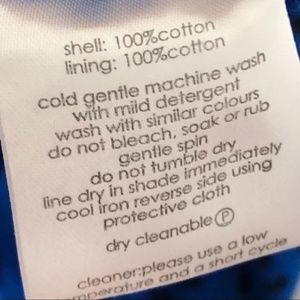 shell: 100%cotton
lining: 100%cotton
cold gentle machine wash
with mild detergent
wash with similar colours
do not bleach, soak or rub
gentle spin
do not tumble dry
line dry in shade immediately
cool iron reverse side using
protective cloth
dry cleanable Ⓟ
cleaner:please use a low
mperature and a short cycle